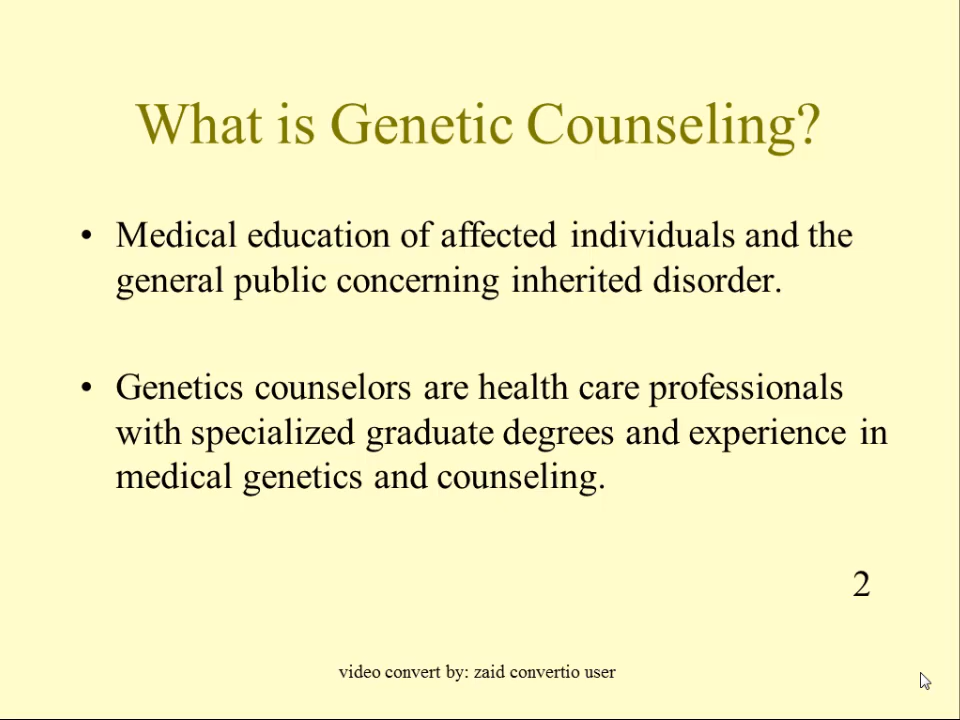 What is Genetic Counseling?
• Medical education of affected individuals and the
general public concerning inherited disorder.
• Genetics counselors are health care professionals
with specialized graduate degrees and experience in
medical genetics and counseling.
2
video convert by: zaid convertio user